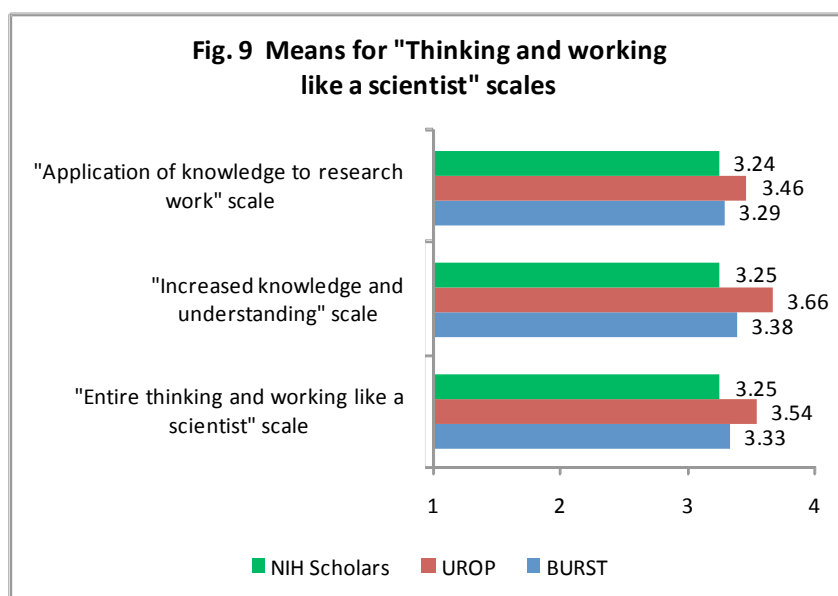 Fig. 9  Means for "Thinking and working
like a scientist" scales
"Application of knowledge to research
work" scale
3.24
3.46
3.29
"Increased knowledge and
understanding" scale
3.25
3.66
3.38
"Entire thinking and working like a
scientist" scale
3.25
3.54
3.33
1 2 3 4
NIH Scholars UROP BURST